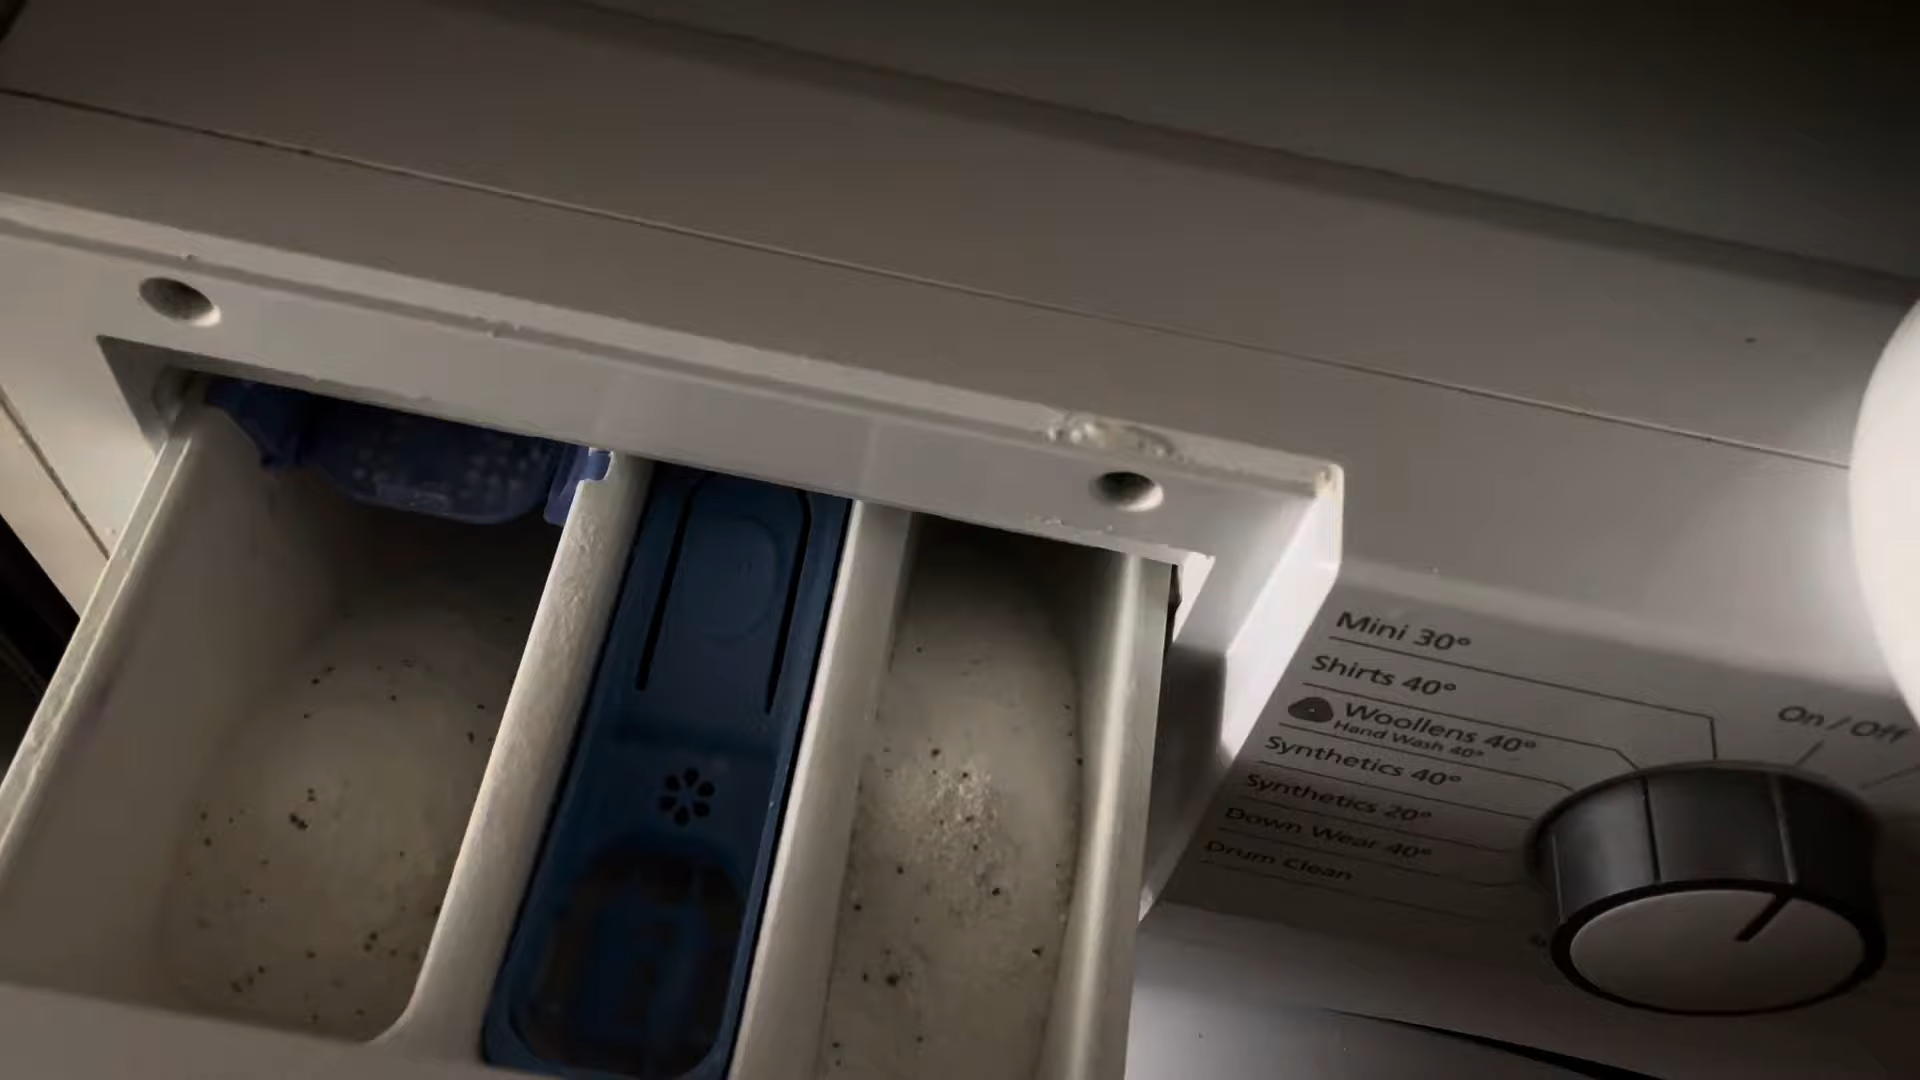 Mini 30°
Shirts 40°
Woollens 40°
Hand Wash 40°
Synthetics 40°
Synthetics 20°
Down Wear 40°
Drum Clean
On / Off